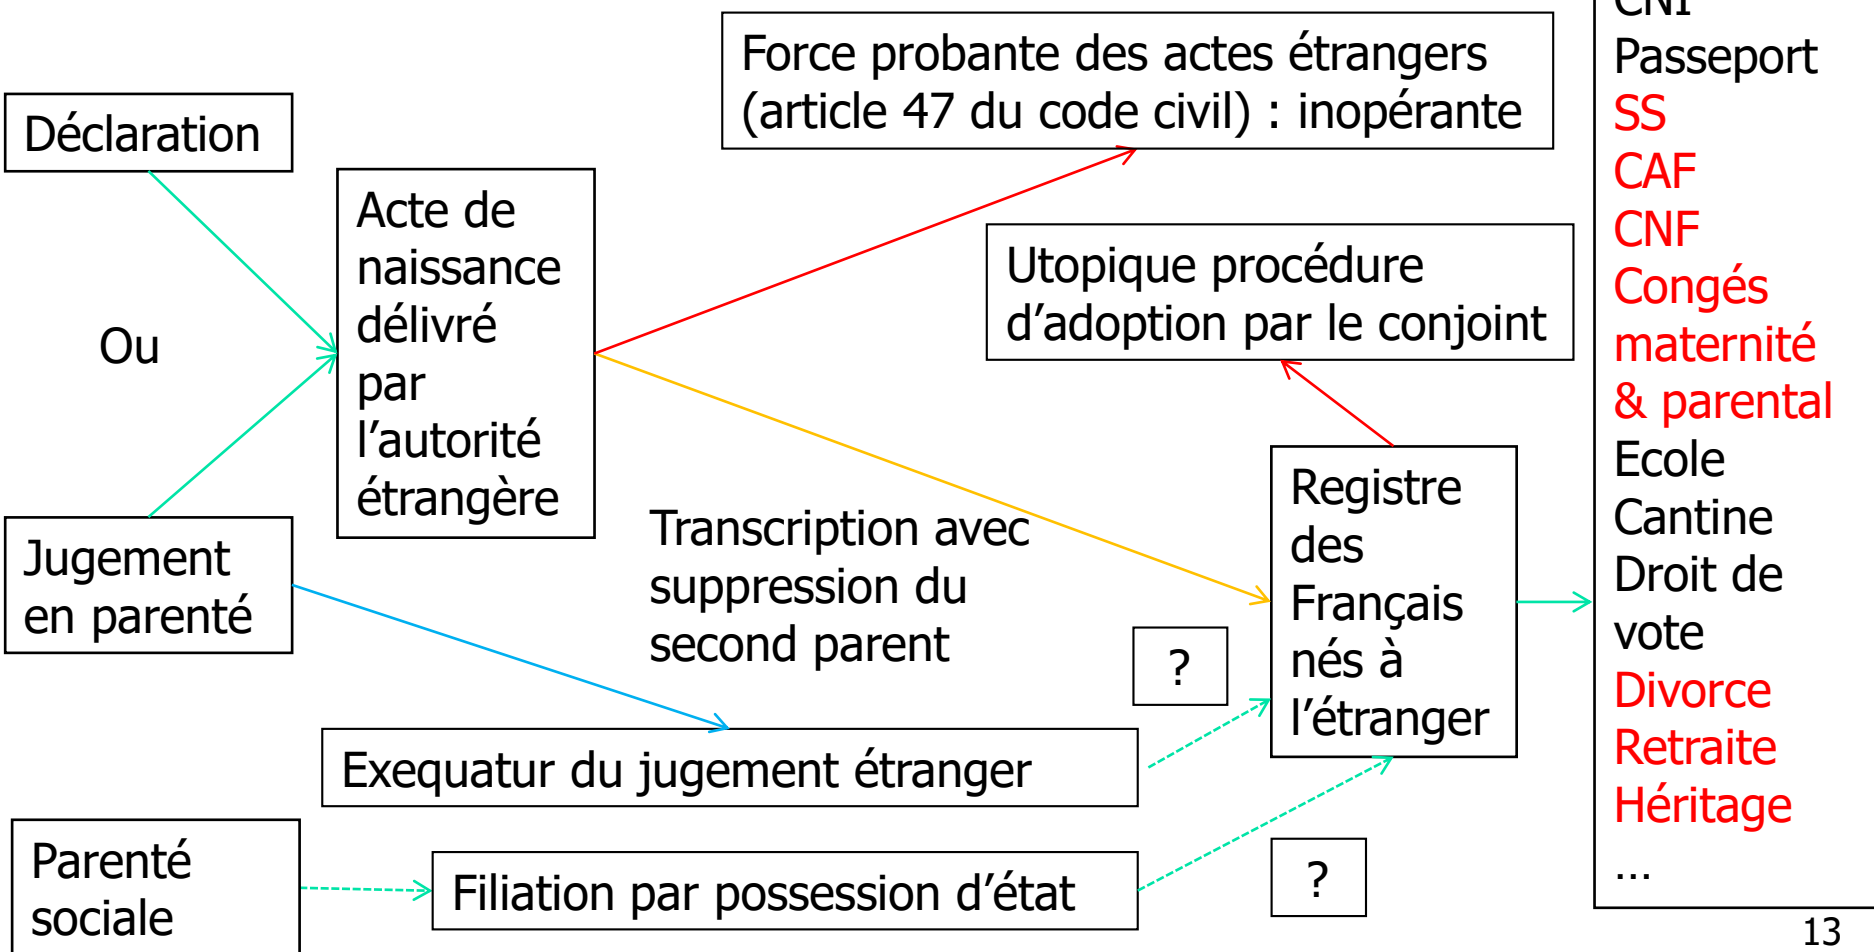 Force probante des actes étrangers
(article 47 du code civil) : inopérante
Déclaration
Ou
Jugement
en parenté
Acte de
naissance
délivré
par
l’autorité
étrangère
Utopique procédure
d’adoption par le conjoint
Transcription avec
suppression du
second parent
?
Registre
des
Français
nés à
l’étranger
Exequatur du jugement étranger
Parenté
sociale
Filiation par possession d’état
?
CNI
Passeport
SS
CAF
CNF
Congés
maternité
& parental
Ecole
Cantine
Droit de
vote
Divorce
Retraite
Héritage
…
13